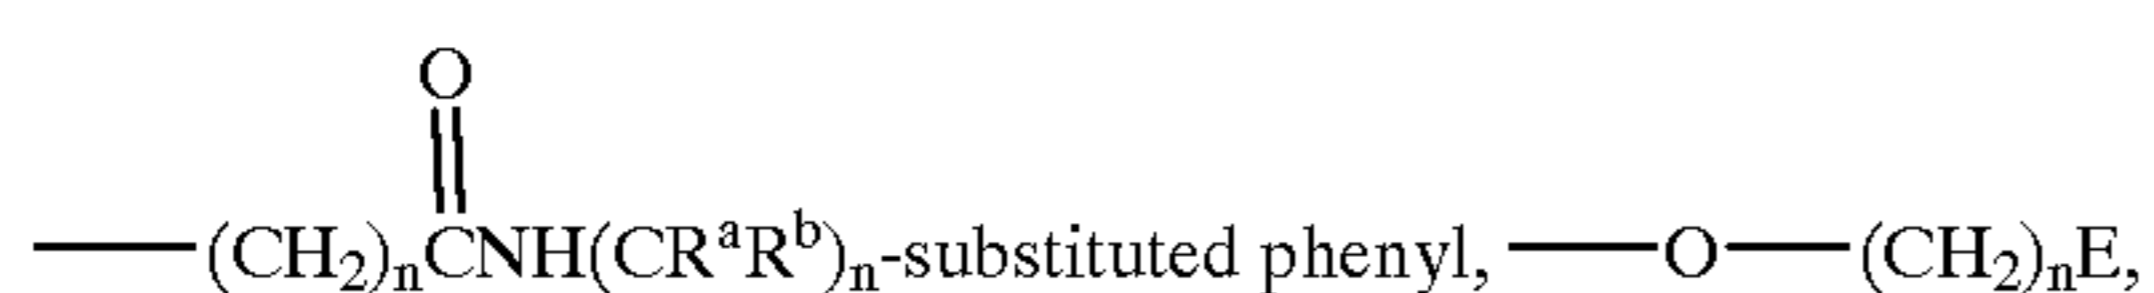 O
—(CH₂)ₙCNH(CRᵃRᵇ)ₙ-substituted phenyl, —O—(CH₂)ₙE,